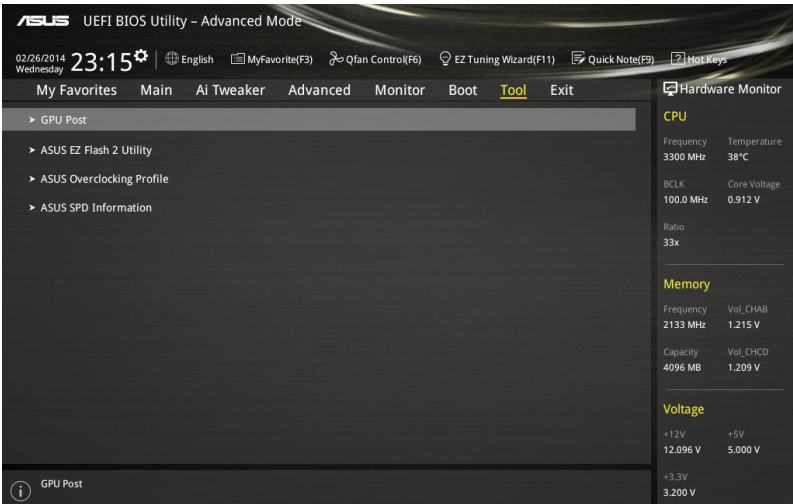 ASUS UEFI BIOS Utility – Advanced Mode
02/26/2014
Wednesday
23:15
English
MyFavorite(F3)
Qfan Control(F6)
EZ Tuning Wizard(F11)
Quick Note(F9)
? Hot Keys
My Favorites Main Ai Tweaker Advanced Monitor Boot Tool Exit
GPU Post
ASUS EZ Flash 2 Utility
ASUS Overclocking Profile
ASUS SPD Information
Hardware Monitor
CPU
Frequency Temperature
3300 MHz 38°C
BCLK Core Voltage
100.0 MHz 0.912 V
Ratio
33x
Memory
Frequency Vol_CHAB
2133 MHz 1.215 V
Capacity Vol_CHCD
4096 MB 1.209 V
Voltage
+12V +5V
12.096 V 5.000 V
+3.3V
3.200 V
i GPU Post